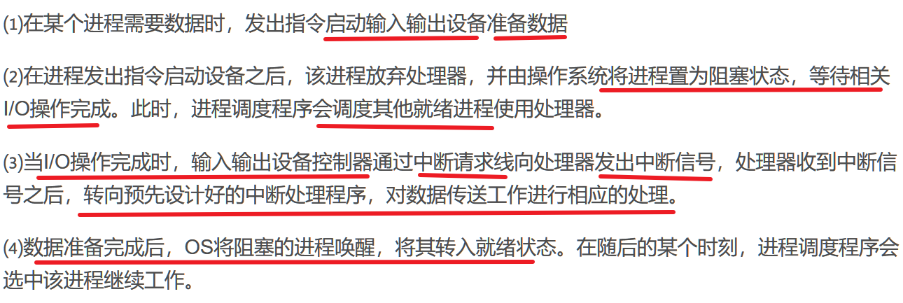 (1)在某个进程需要数据时，发出指令启动输入输出设备准备数据
(2)在进程发出指令启动设备之后，该进程放弃处理器，并由操作系统将进程置为阻塞状态，等待相关
I/O操作完成。此时，进程调度程序会调度其他就绪进程使用处理器。
(3)当I/O操作完成时，输入输出设备控制器通过中断请求线向处理器发出中断信号，处理器收到中断信
号之后，转向预先设计好的中断处理程序，对数据传送工作进行相应的处理。
(4)数据准备完成后，OS将阻塞的进程唤醒，将其转入就绪状态。在随后的某个时刻，进程调度程序会
选中该进程继续工作。